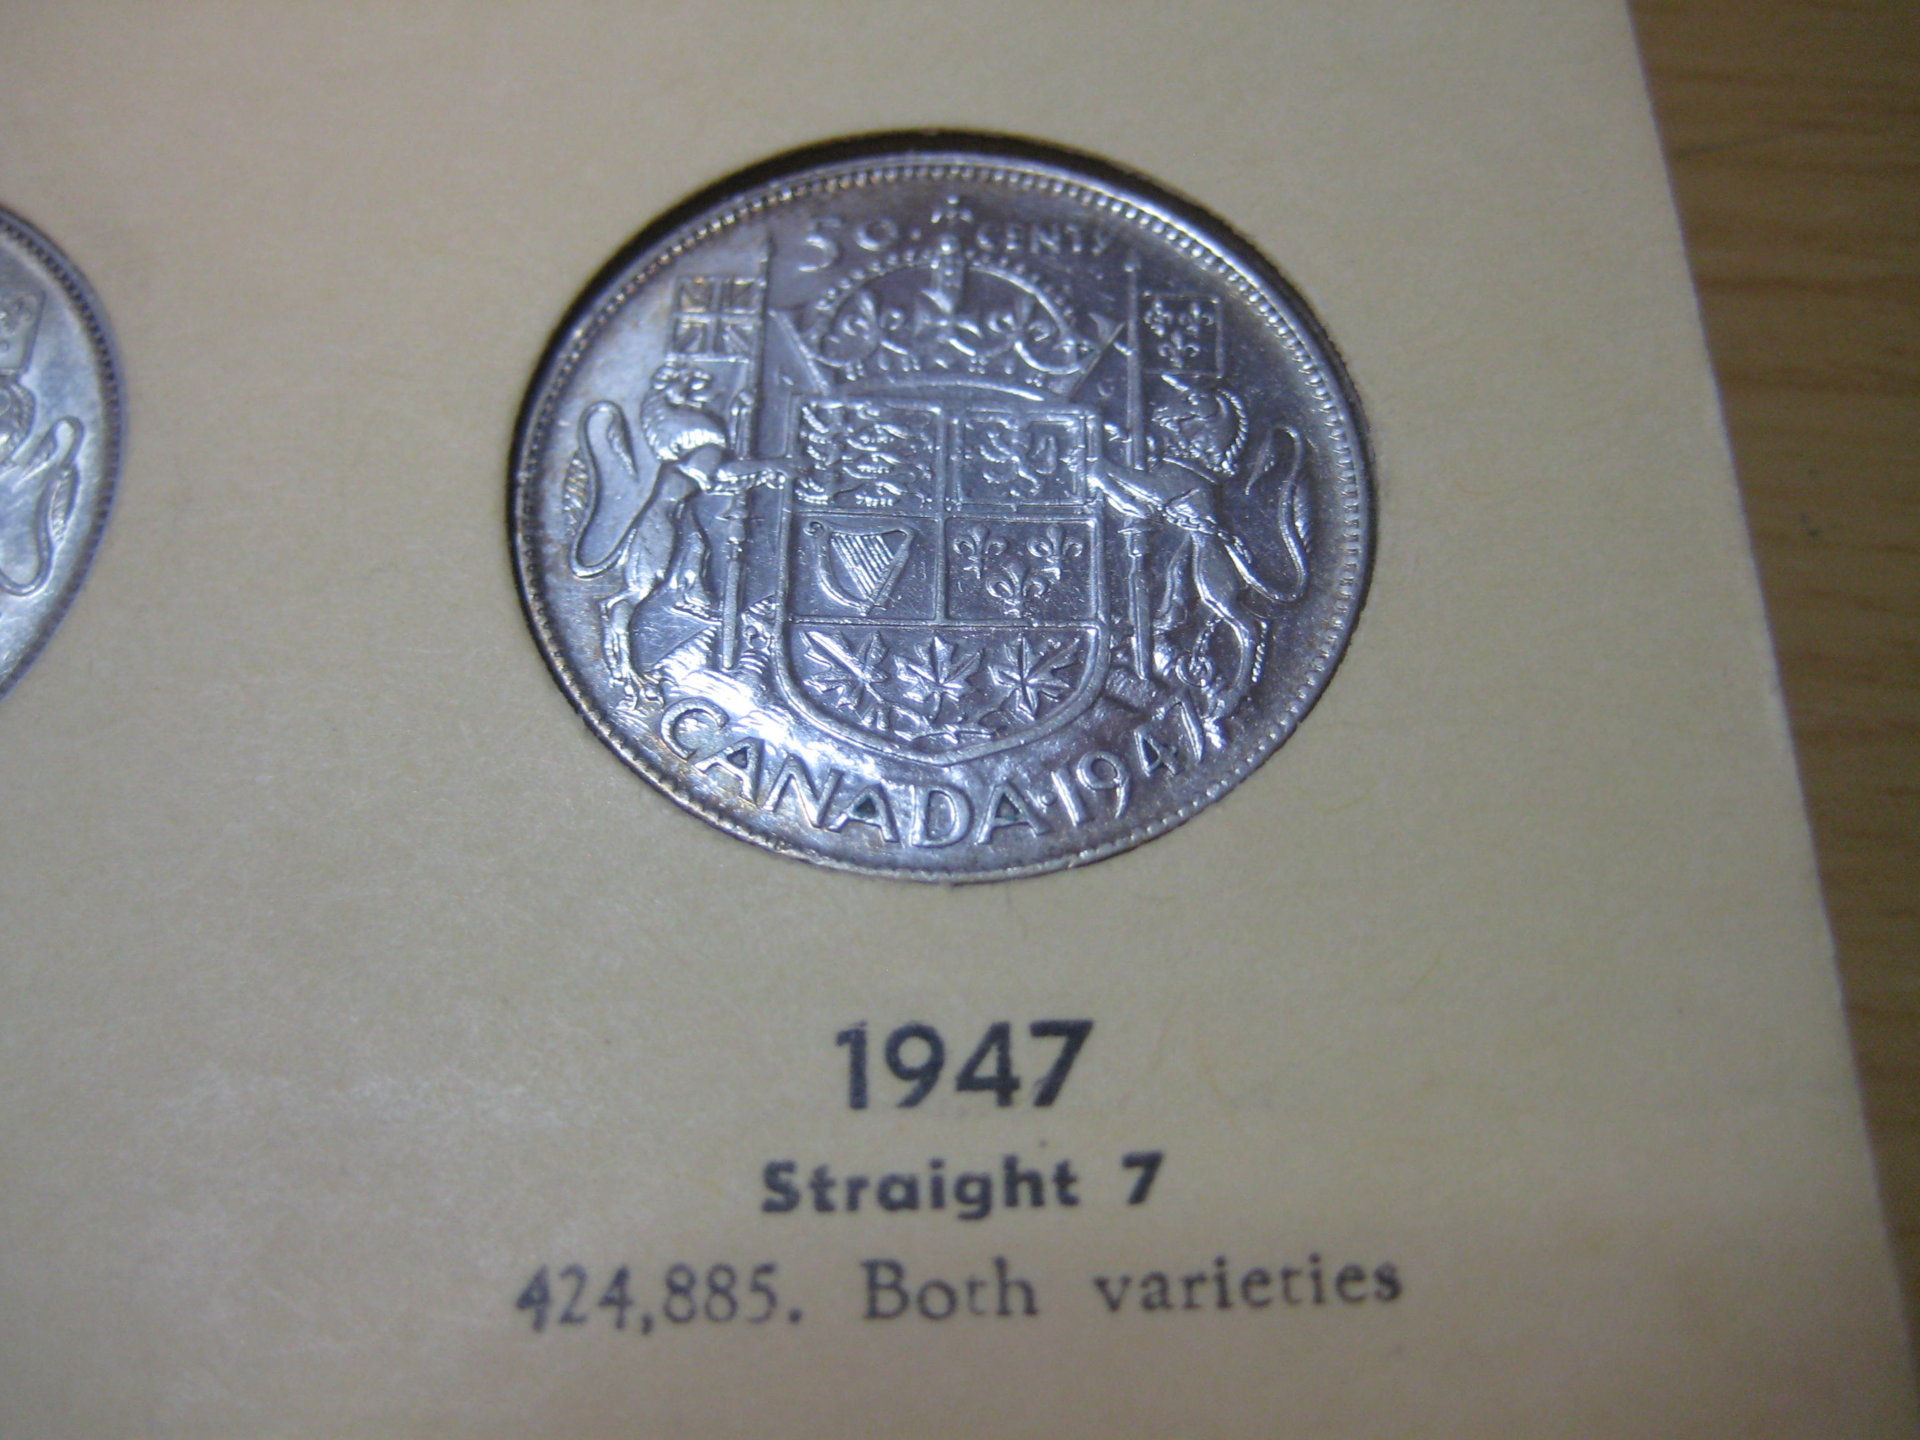 50. CENTS
CANADA·1947
1947
Straight 7
424,885. Both varieties